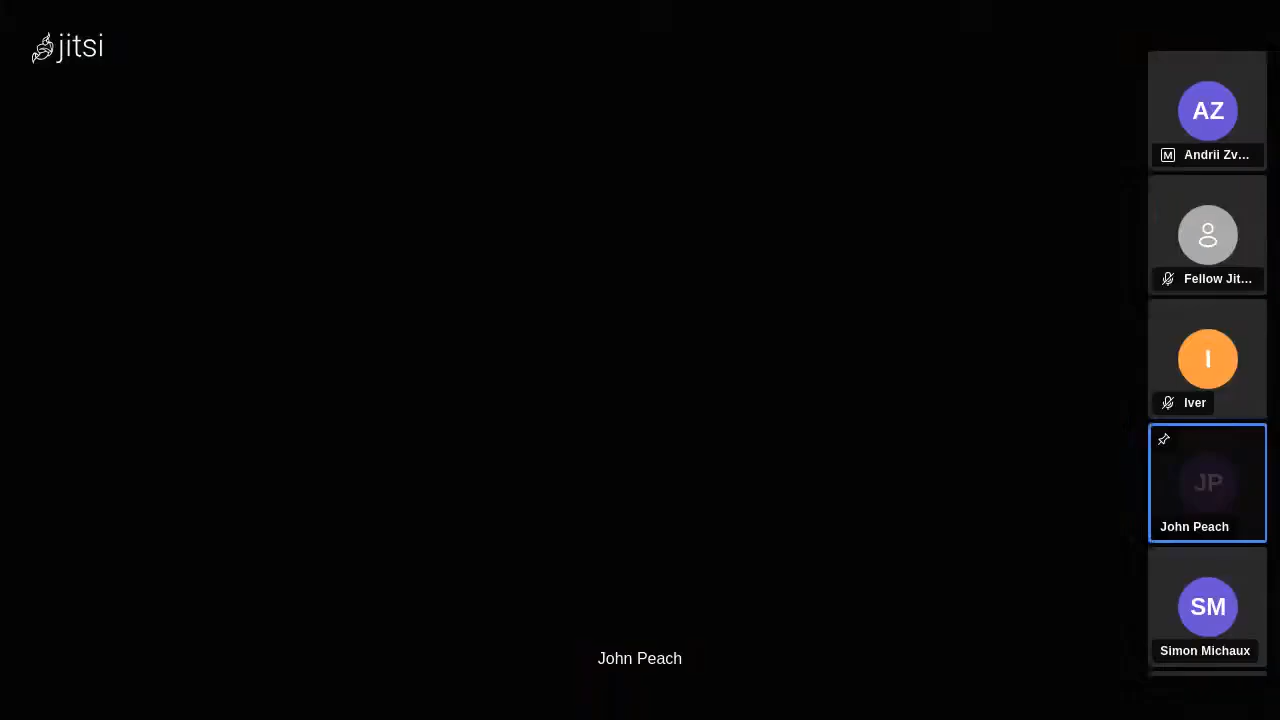 jitsi
AZ
M
Andrii Zv...
Fellow Jit...
I
Iver
JP
John Peach
SM
Simon Michaux
John Peach